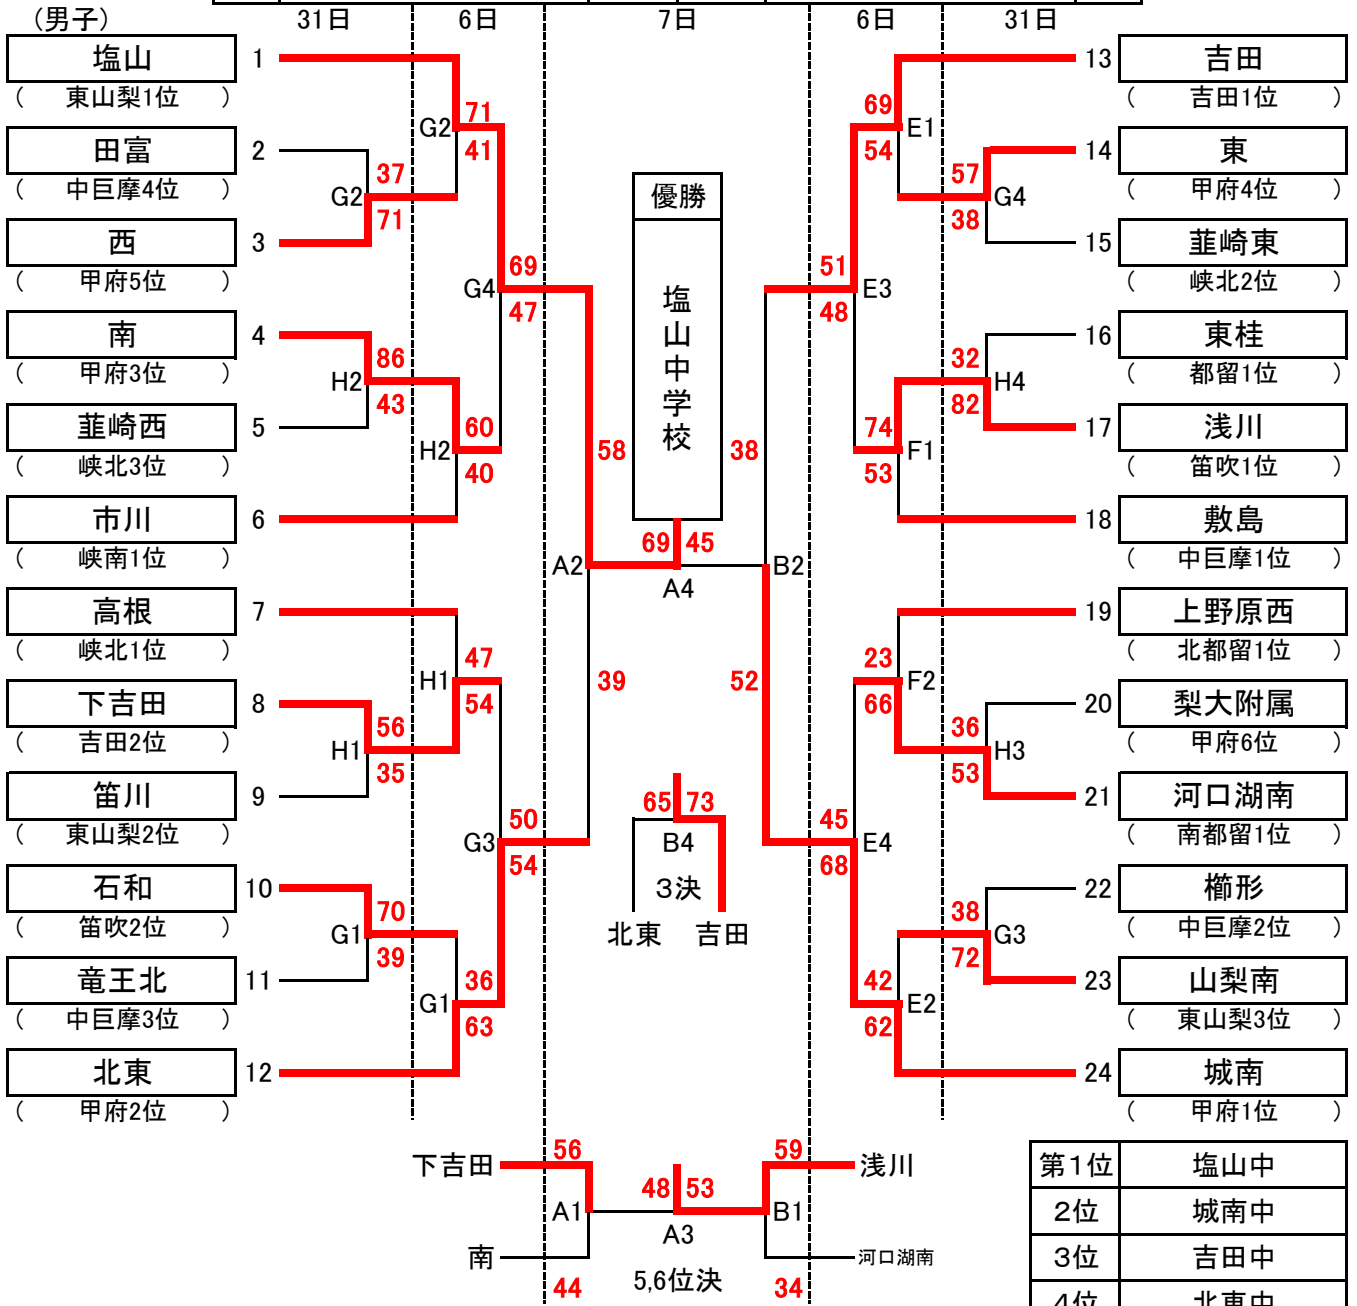 (男子)
31日 6日 7日 6日 31日
塩山 1
( 東山梨1位 )
田富 2
( 中巨摩4位 )
西 3
( 甲府5位 )
南 4
( 甲府3位 )
韮崎西 5
( 峡北3位 )
市川 6
( 峡南1位 )
高根 7
( 峡北1位 )
下吉田 8
( 吉田2位 )
笛川 9
( 東山梨2位 )
石和 10
( 笛吹2位 )
竜王北 11
( 中巨摩3位 )
北東 12
( 甲府2位 )
G2
37
71
H2
86
43
H1
56
35
G1
70
39
G2
71
41
H2
60
40
H1
47
54
G1
36
63
G4
69
47
G3
50
54
A2
58
39
優勝
塩山中学校
69 45
A4
65 73
B4
3決
北東 吉田
B2
38
52
E3
51
48
E4
45
68
E1
69
54
F1
74
53
F2
23
66
E2
42
62
G4
57
38
H4
32
82
H3
36
53
G3
38
72
13 吉田
( 吉田1位 )
14 東
( 甲府4位 )
15 韮崎東
( 峡北2位 )
16 東桂
( 都留1位 )
17 浅川
( 笛吹1位 )
18 敷島
( 中巨摩1位 )
19 上野原西
( 北都留1位 )
20 梨大附属
( 甲府6位 )
21 河口湖南
( 南都留1位 )
22 櫛形
( 中巨摩2位 )
23 山梨南
( 東山梨3位 )
24 城南
( 甲府1位 )
下吉田 56 59 浅川
48 53
A1 A3 B1
南 河口湖南
44 5,6位決 34
第1位 塩山中
2位 城南中
3位 吉田中
4位 北東中